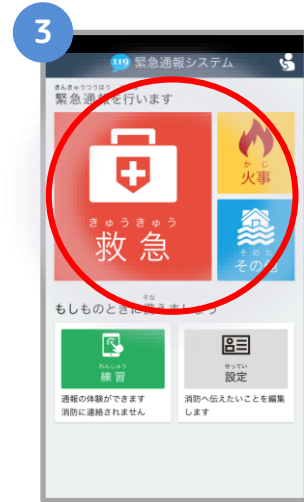 3
119 緊急通報システム
きんきゅうつうほう
緊急通報を行います
きゅうきゅう
救急
かじ
火事
そのた
その他
そな
もしものときに備えましょう
れんしゅう
練習
通報の体験ができます
消防に連絡されません
せってい
設定
消防へ伝えたいことを編集
します